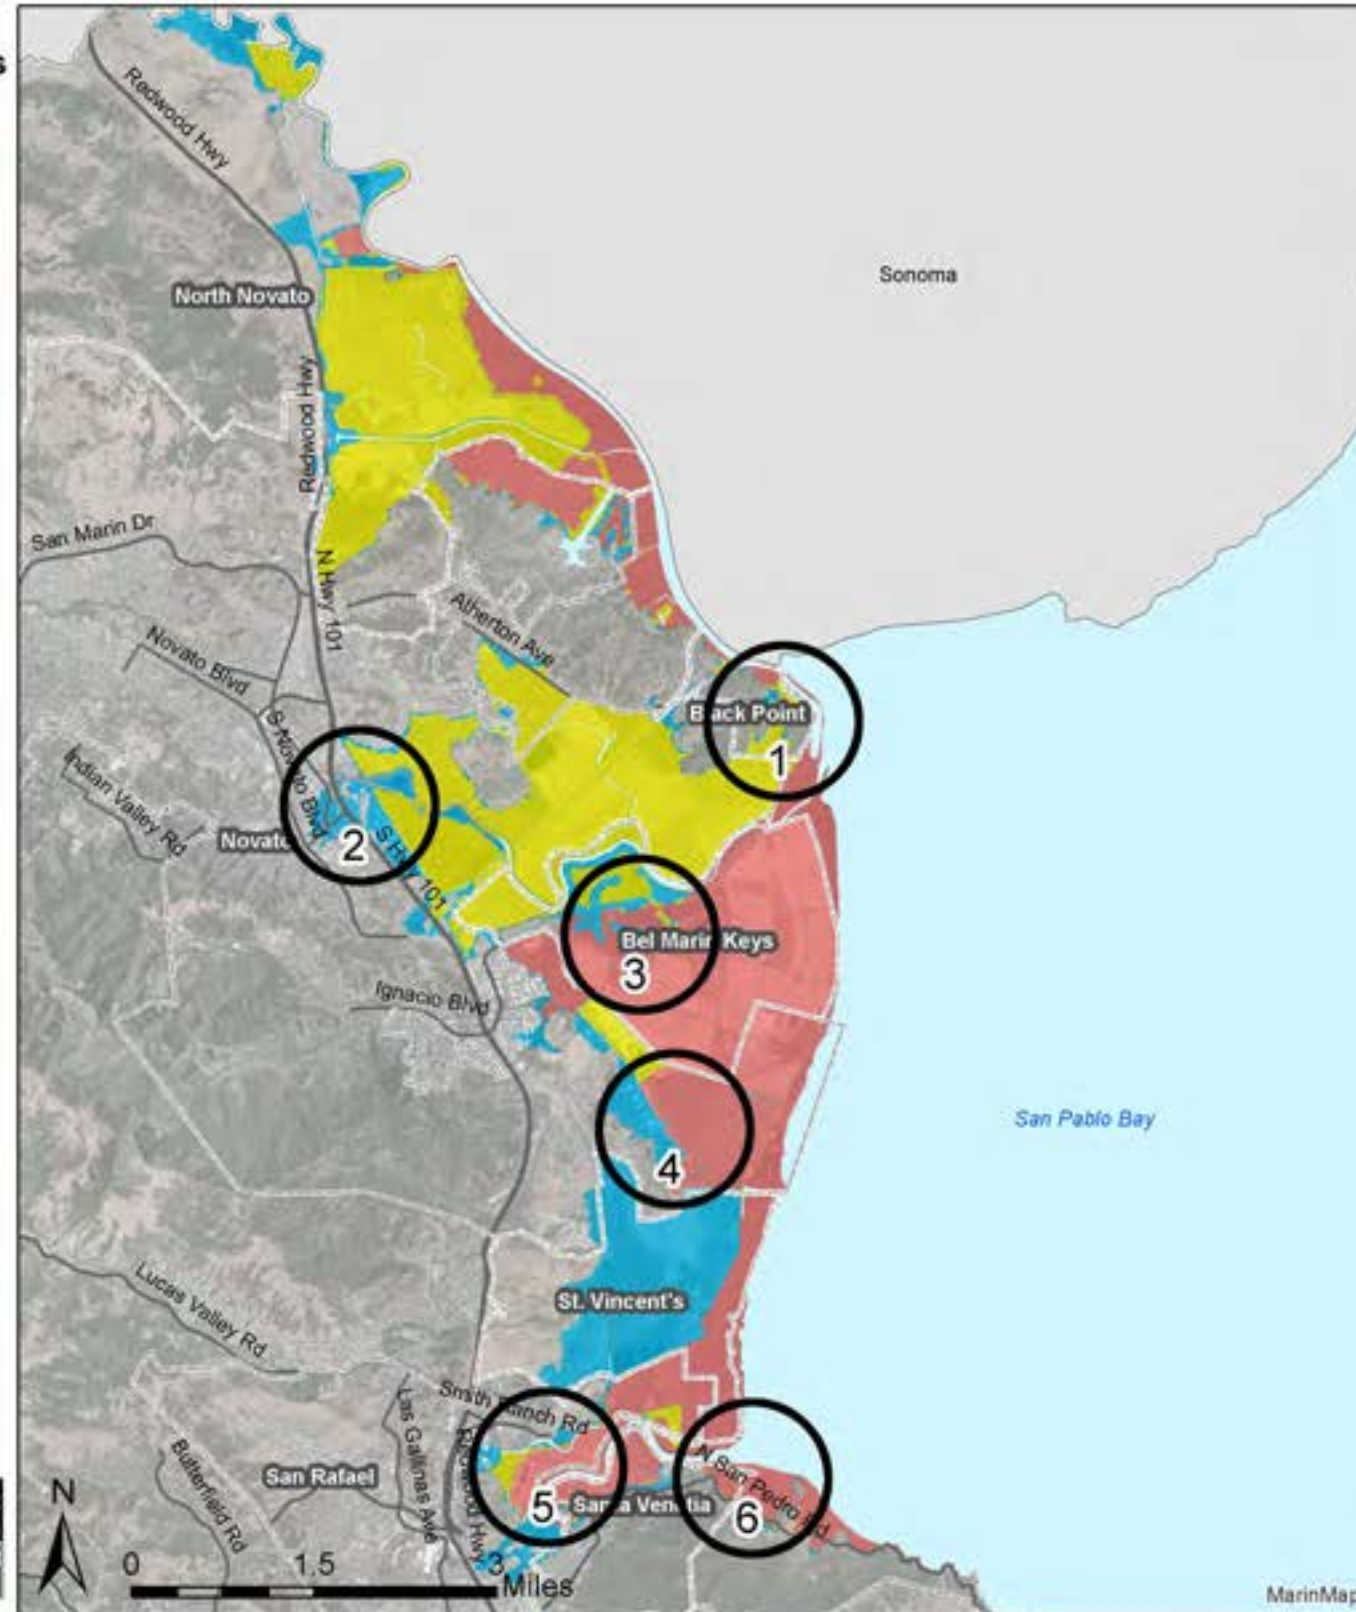 s
Redwood Hwy
Sonoma
North Novato
Redwood Hwy
San Marin Dr
N Hwy 101
Atherton Ave
Novato Blvd
S Novato Blvd
Black Point
1
Indian Valley Rd
Novato
2
S Hwy 101
Bel Marin Keys
3
Ignacio Blvd
San Pablo Bay
4
Lucas Valley Rd
St. Vincent's
Smith Ranch Rd
Las Gallinas Ave
Redwood Hwy
Butterfield Rd
San Rafael
5
Santa Venetia
N San Pedro Rd
6
N
0 1.5 3
Miles
MarinMap